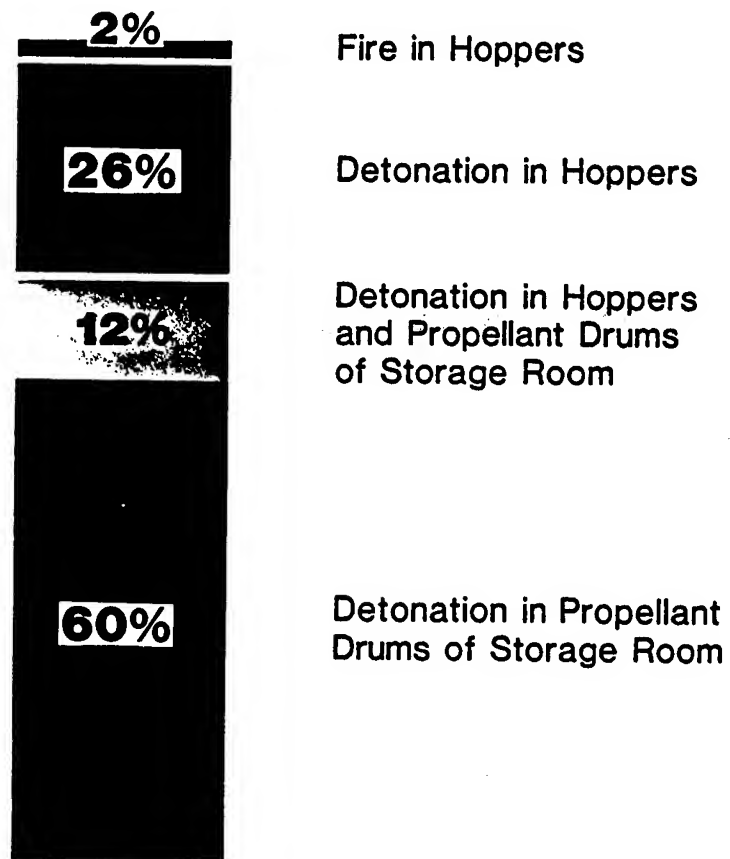 2%
Fire in Hoppers
26%
Detonation in Hoppers
12%
Detonation in Hoppers
and Propellant Drums
of Storage Room
60%
Detonation in Propellant
Drums of Storage Room